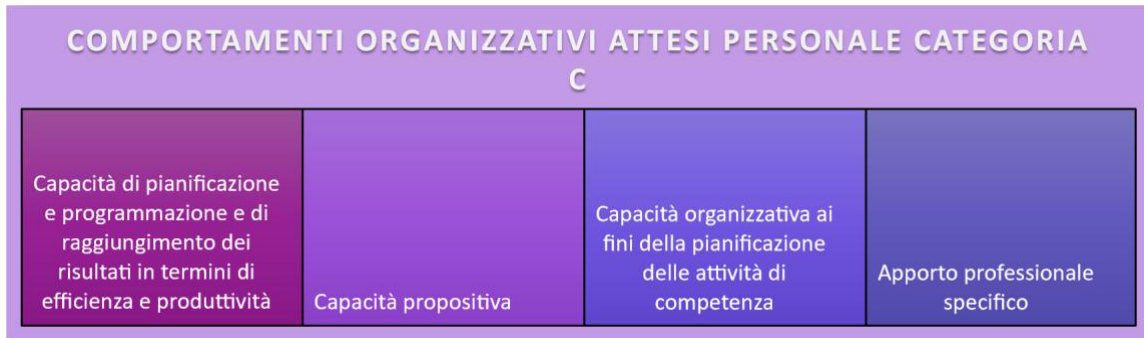 COMPORTAMENTI ORGANIZZATIVI ATTESI PERSONALE CATEGORIA
C
Capacità di pianificazione
e programmazione e di
raggiungimento dei
risultati in termini di
efficienza e produttività
Capacità propositiva
Capacità organizzativa ai
fini della pianificazione
delle attività di
competenza
Apporto professionale
specifico